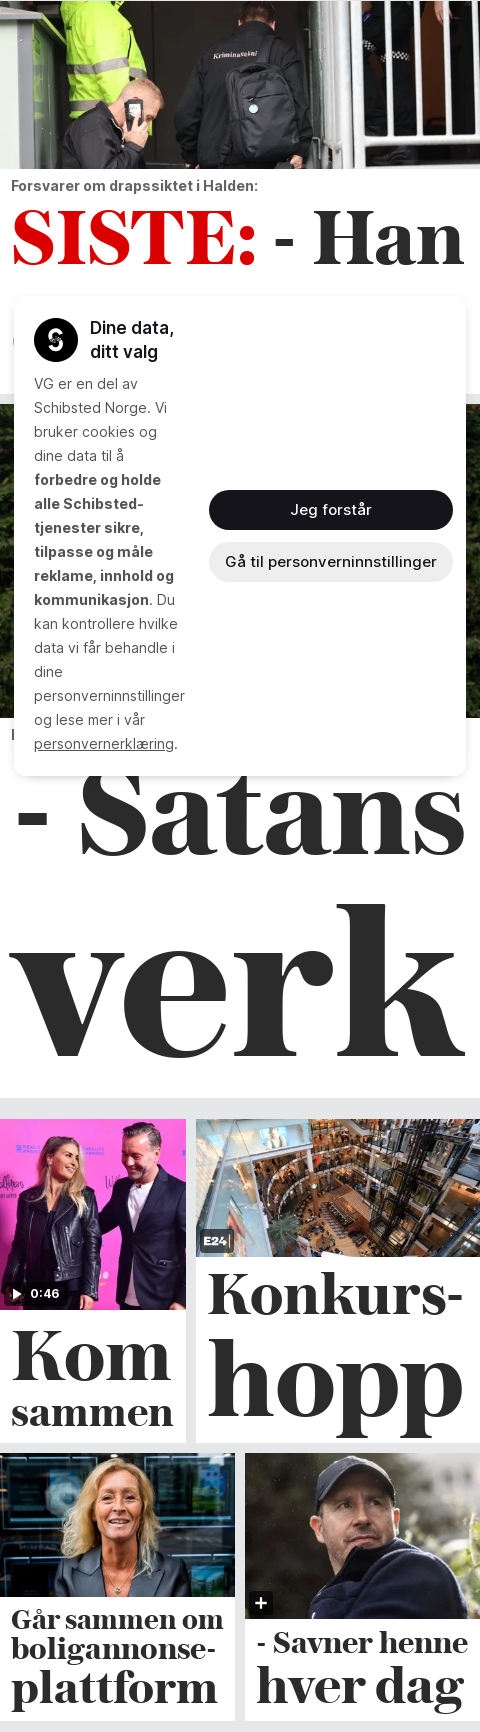 Kriminalteknikk
Forsvarer om drapssiktet i Halden:
SISTE: - Han
Dine data,
ditt valg
VG er en del av
Schibsted Norge. Vi
bruker cookies og
dine data til å
forbedre og holde
alle Schibsted-
tjenester sikre,
tilpasse og måle
reklame, innhold og
kommunikasjon. Du
kan kontrollere hvilke
data vi får behandle i
dine
personverninnstillinger
og lese mer i vår
personvernerklæring.
Jeg forstår
Gå til personverninnstillinger
- Satans
verk
0:46
Kom
sammen
E24
Konkurs-
hopp
Går sammen om
boligannonse-
plattform
- Savner henne
hver dag